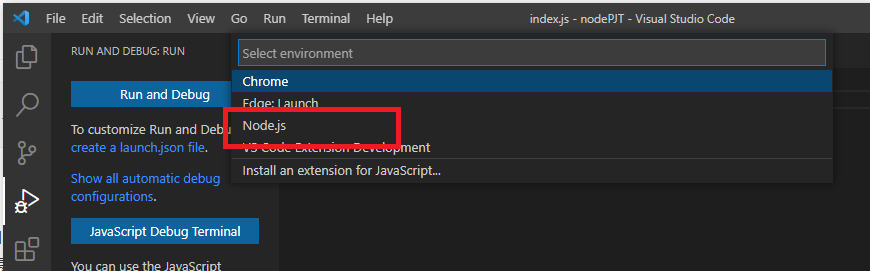 File Edit Selection View Go Run Terminal Help index.js - nodePJT - Visual Studio Code
RUN AND DEBUG: RUN
Run and Debug
To customize Run and Debu
create a launch.json file.
Show all automatic debug
configurations.
JavaScript Debug Terminal
You can use the JavaScript
Select environment
Chrome
Edge: Launch
Node.js
VS Code Extension Development
Install an extension for JavaScript...